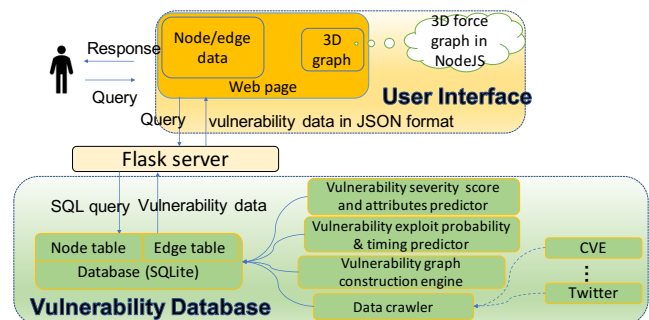 Response
Query
Node/edge
data
3D
graph
Web page
3D force
graph in
NodeJS
User Interface
Query
vulnerability data in JSON format
Flask server
SQL query
Vulnerability data
Node table
Edge table
Database (SQLite)
Vulnerability Database
Vulnerability severity score
and attributes predictor
Vulnerability exploit probability
& timing predictor
Vulnerability graph
construction engine
Data crawler
CVE
⋮
Twitter